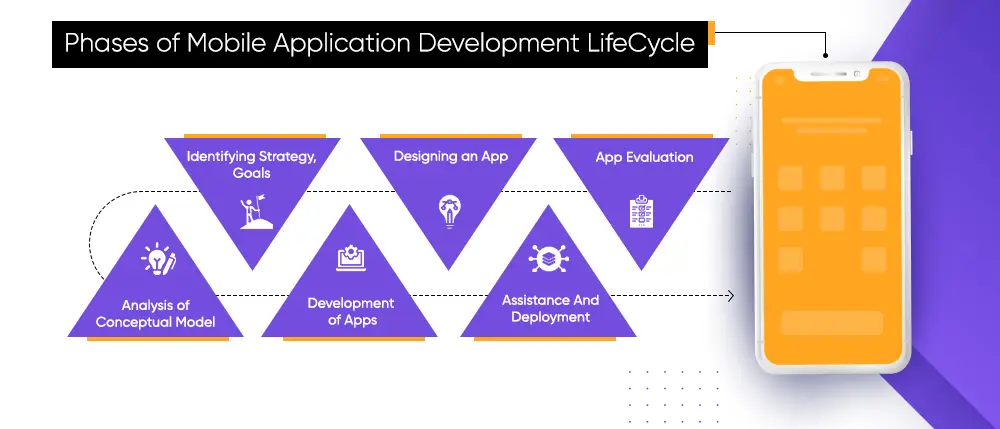 Phases of Mobile Application Development LifeCycle
Identifying Strategy,
Goals
Designing an App
App Evaluation
Analysis of
Conceptual Model
Development
of Apps
Assistance And
Deployment